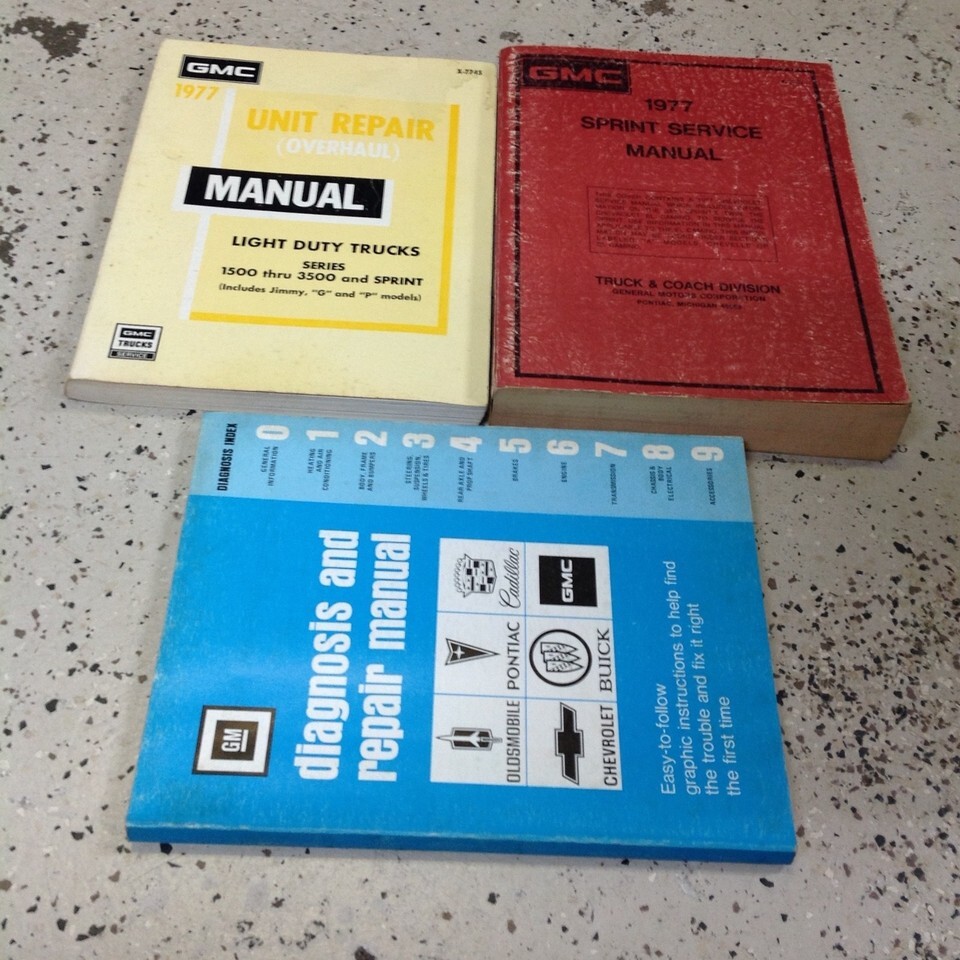 GMC
X-7743
1977
UNIT REPAIR
(OVERHAUL)
MANUAL
LIGHT DUTY TRUCKS
SERIES
1500 thru 3500 and SPRINT
(Includes Jimmy, "G" and "P" models)
GMC
TRUCKS
SERVICE
GMC
1977
SPRINT SERVICE
MANUAL
TRUCK & COACH DIVISION
GENERAL MOTORS CORPORATION
PONTIAC, MICHIGAN
DIAGNOSIS INDEX
0
GENERAL
INFORMATION
1
HEATING
AND AIR
CONDITIONING
2
BODY, FRAME
AND BUMPERS
3
STEERING,
SUSPENSION,
WHEELS & TIRES
4
REAR AXLE AND
PROP SHAFT
5
BRAKES
6
ENGINE
7
TRANSMISSION
8
CHASSIS &
BODY
ELECTRICAL
9
ACCESSORIES
GM
diagnosis and
repair manual
OLDSMOBILE
PONTIAC
Cadillac
CHEVROLET
BUICK
GMC
Easy-to-follow
graphic instructions to help find
the trouble and fix it right
the first time